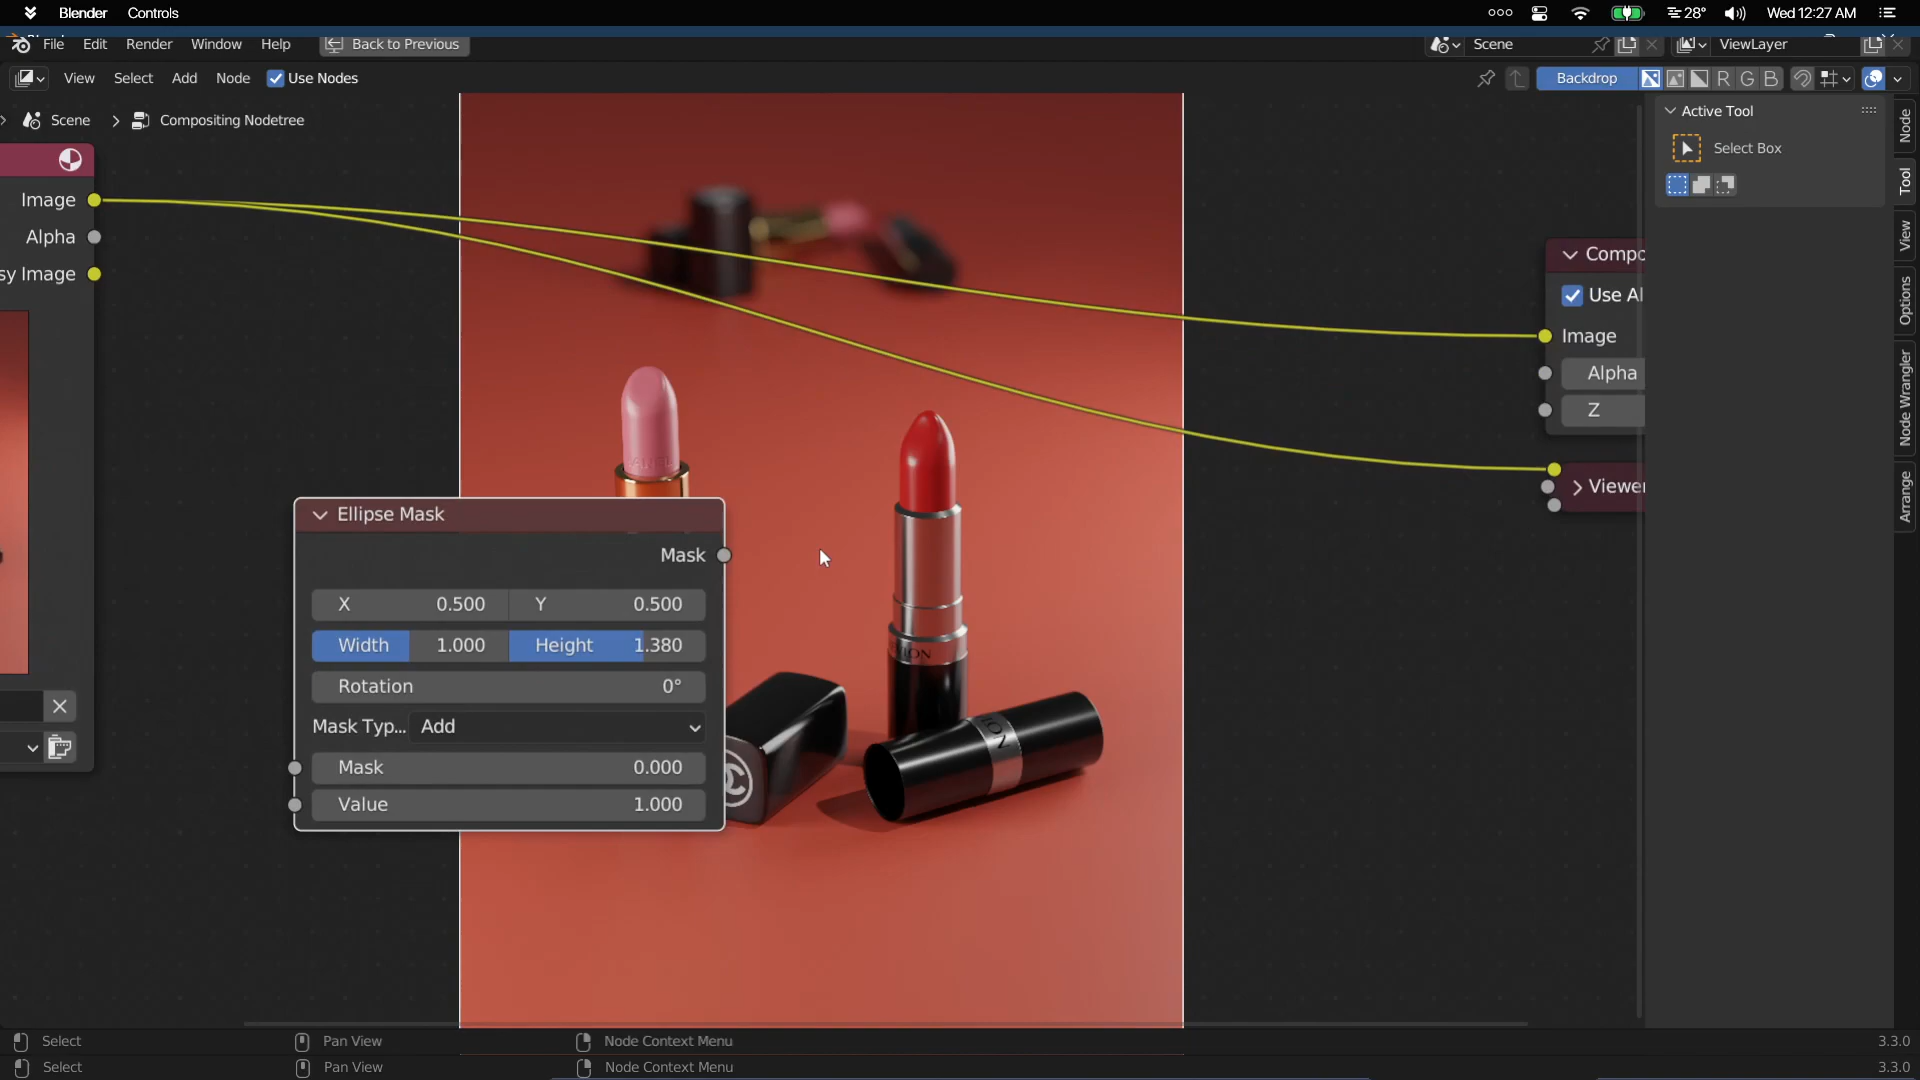 Blender Controls
28° Wed 12:27 AM
File Edit Render Window Help Back to Previous
Scene ViewLayer
View Select Add Node Use Nodes
Backdrop R G B
Scene > Compositing Nodetree
Active Tool
Select Box
Node
Tool
View
Options
Node Wrangler
Arrange
Image
Alpha
sy Image
Compo
Use Al
Image
Alpha
Z
Viewer
Ellipse Mask
Mask
X 0.500 Y 0.500
Width 1.000 Height 1.380
Rotation 0°
Mask Typ... Add
Mask 0.000
Value 1.000
Select Pan View Node Context Menu 3.3.0
Select Pan View Node Context Menu 3.3.0